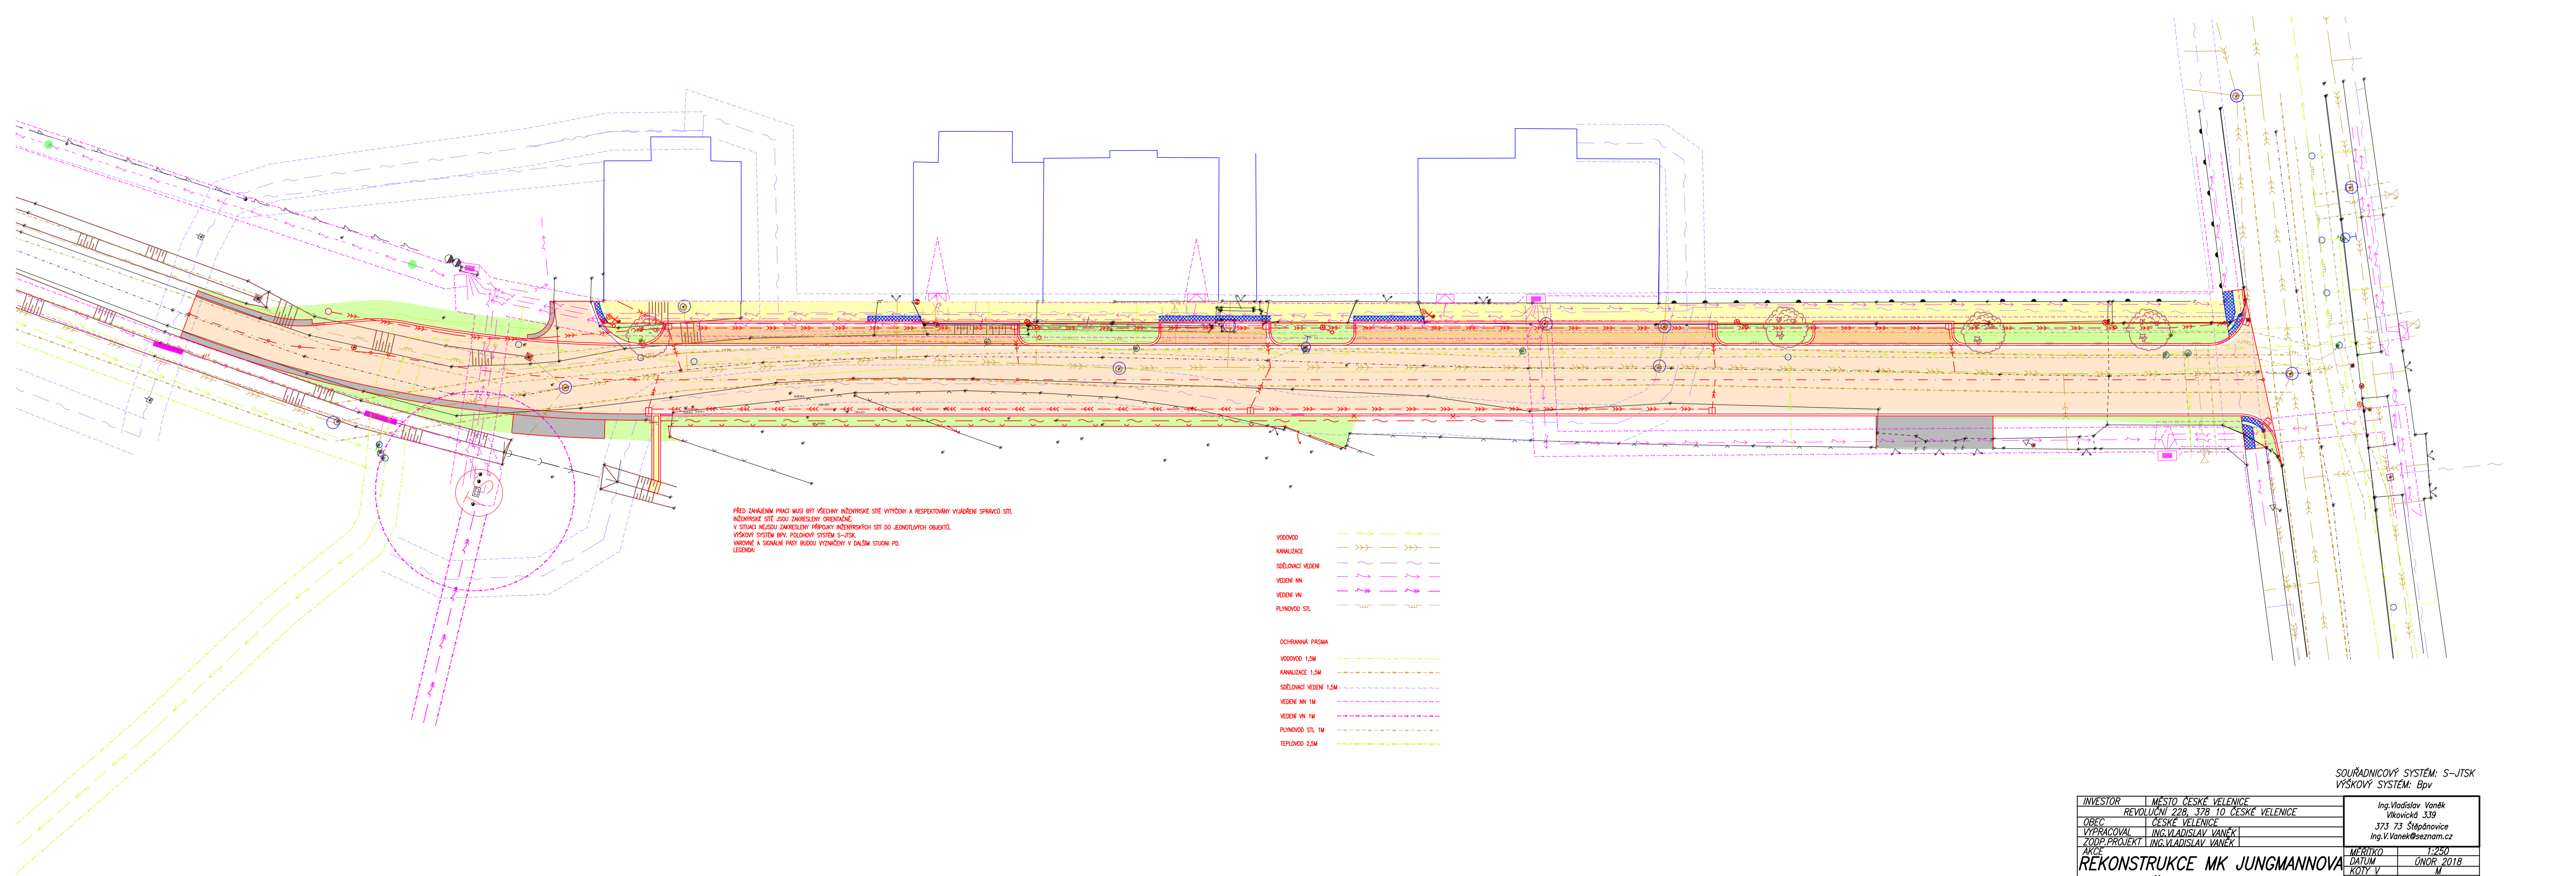 PŘED ZAHÁJENÍM PRACÍ MUSÍ BÝT VŠECHNY INŽENÝRSKÉ SÍTĚ VYTÝČENY A RESPEKTOVÁNY VYJÁDŘENÍ SPRÁVCŮ SÍTÍ.
INŽENÝRSKÉ SÍTĚ JSOU ZAKRESLENY ORIENTAČNĚ.
V SITUACI NEJSOU ZAKRESLENY PŘÍPOJKY INŽENÝRSKÝCH SÍTÍ DO JEDNOTLIVÝCH OBJEKTŮ.
VÝŠKOVÝ SYSTÉM BPV. POLOHOVÝ SYSTÉM S-JTSK.
VAROVNÉ A SIGNÁLNÍ PÁSY BUDOU VYZNAČENY V DALŠÍM STUDNI PD.
LEGENDA:
VODOVOD
KANALIZACE
SDĚLOVACÍ VEDENÍ
VEDENÍ NN
VEDENÍ VN
PLYNOVOD STL
OCHRANNÁ PÁSMA
VODOVOD 1,5M
KANALIZACE 1,5M
SDĚLOVACÍ VEDENÍ 1,5M
VEDENÍ NN 1M
VEDENÍ VN 1M
PLYNOVOD STL 1M
TEPLOVOD 2,5M
SOUŘADNICOVÝ SYSTÉM: S-JTSK
VÝŠKOVÝ SYSTÉM: Bpv
INVESTOR MĚSTO ČESKÉ VELENICE
REVOLUČNÍ 228, 378 10 ČESKÉ VELENICE
OBEC ČESKÉ VELENICE
VYPRACOVAL ING.VLADISLAV VANĚK
ZODP.PROJEKT ING.VLADISLAV VANĚK
Ing.Vladislav Vaněk
Vlkovická 339
373 73 Štěpánovice
Ing.V.Vanek@seznam.cz
AKCE
REKONSTRUKCE MK JUNGMANNOVA
MĚŘÍTKO 1:250
DATUM ÚNOR 2018
KÓTY V M